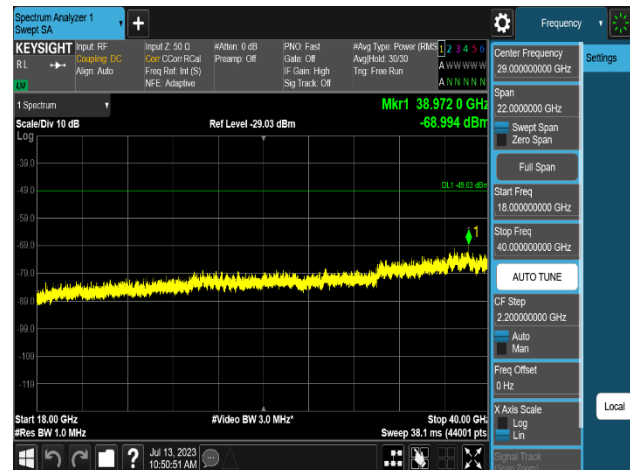 Spectrum Analyzer 1
Swept SA
Frequency
KEYSIGHT
RL
Input: RF
Coupling: DC
Align: Auto
Input Z: 50 Ω
Corr CCorr RCal
Freq Ref: Int (S)
NFE: Adaptive
#Atten: 0 dB
Preamp: Off
PNO: Fast
Gate: Off
IF Gain: High
Sig Track: Off
#Avg Type: Power (RMS
Avg|Hold: 30/30
Trig: Free Run
1 2 3 4 5 6
A W W W W W
A N N N N N
1 Spectrum
Scale/Div 10 dB
Log
Ref Level -29.03 dBm
Mkr1 38.972 0 GHz
-68.994 dBm
-39.0
-49.0
-59.0
-69.0
-79.0
-89.0
-99.0
-109
-119
DL1 -49.03 dBm
1
Start 18.00 GHz
#Res BW 1.0 MHz
#Video BW 3.0 MHz*
Stop 40.00 GHz
Sweep 38.1 ms (44001 pts
Jul 13, 2023
10:50:51 AM
Center Frequency
29.00000000 GHz
Span
22.0000000 GHz
Swept Span
Zero Span
Full Span
Start Freq
18.000000000 GHz
Stop Freq
40.000000000 GHz
AUTO TUNE
CF Step
2.200000000 GHz
Auto
Man
Freq Offset
0 Hz
X Axis Scale
Log
Lin
Signal Track
(Span Zoom)
Settings
Local